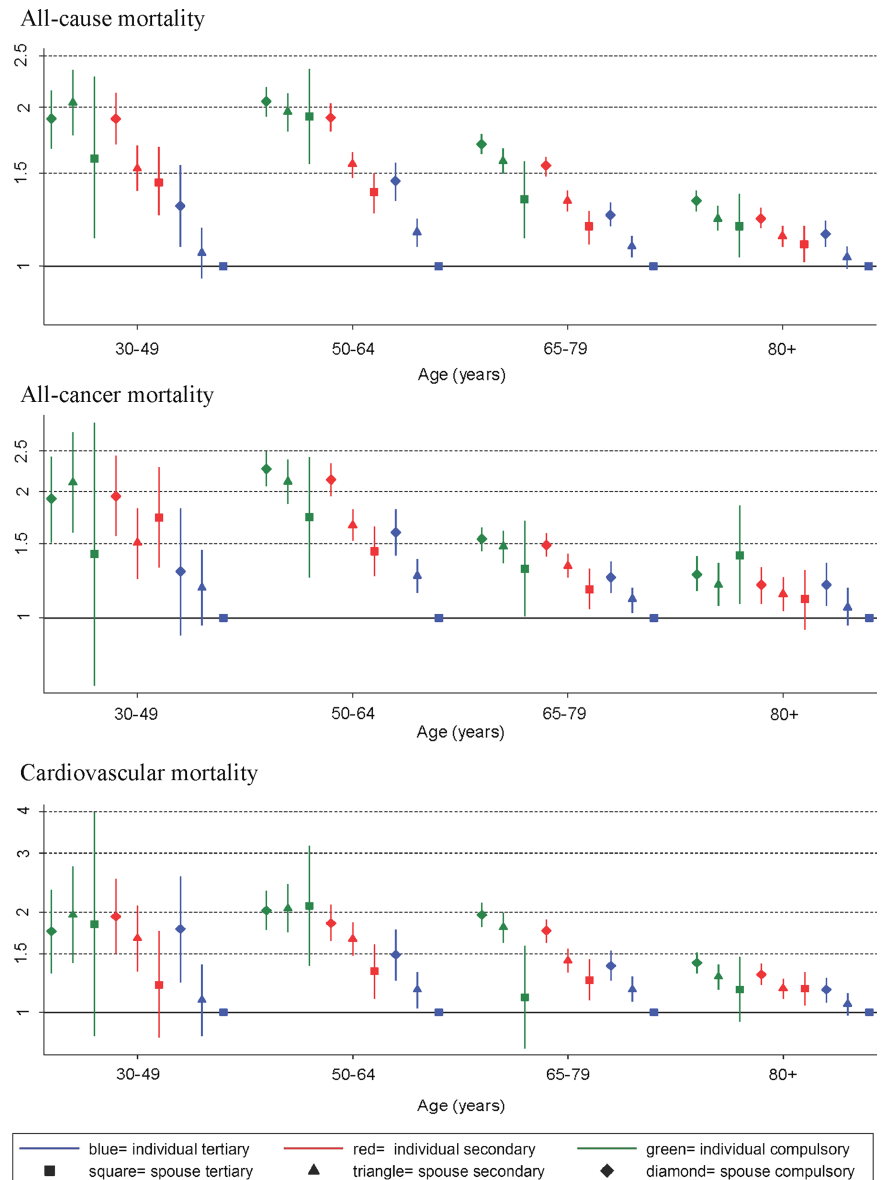 All-cause mortality
2.5
2
1.5
1
30-49 50-64 65-79 80+
Age (years)
All-cancer mortality
2.5
2
1.5
1
30-49 50-64 65-79 80+
Age (years)
Cardiovascular mortality
4
3
2
1.5
1
30-49 50-64 65-79 80+
Age (years)
blue= individual tertiary red= individual secondary green= individual compulsory
square= spouse tertiary triangle= spouse secondary diamond= spouse compulsory